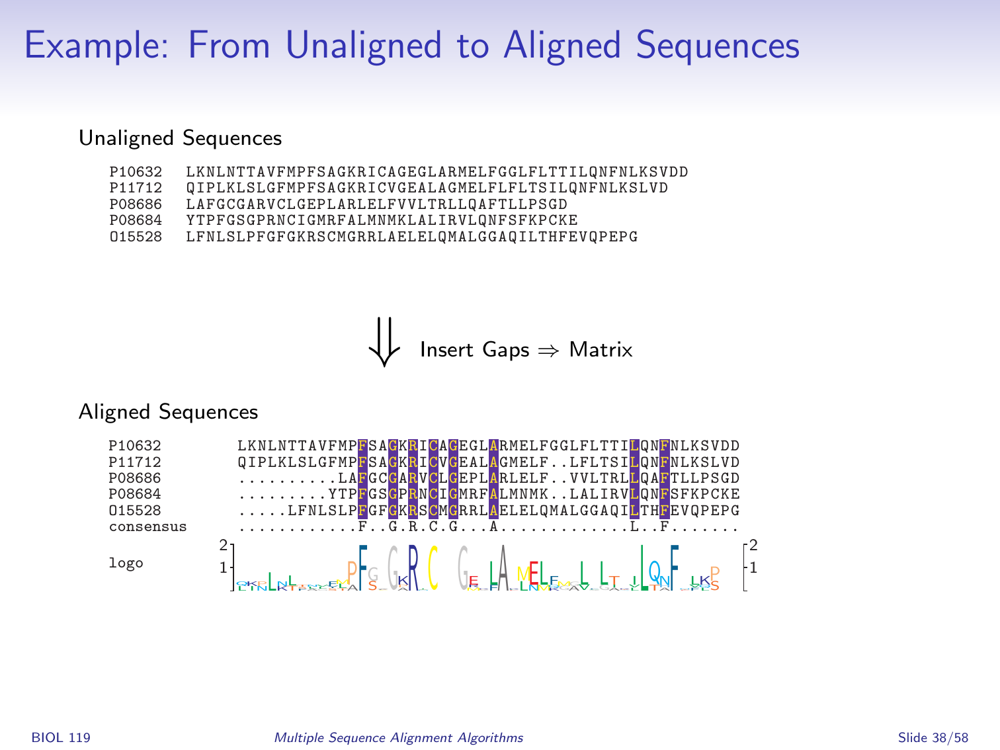 Example: From Unaligned to Aligned Sequences
Unaligned Sequences
P10632 LKNLNTTAVFMPFSAGKRICAGEGLARMELFGGLFLTTILQNFNLKSVDD
P11712 QIPLKLSLGFMPFSAGKRICVGEALAGMELFLFLTSILQNFNLKSLVD
P08686 LAFGCGARVCLGEPLARLELFVVLTRLLQAFTLLPSGD
P08684 YTPFGSGPRNCIGMRFALMNMKLALIRVLQNFSFKPCKE
O15528 LFNLSLPFGFGKRSCMGRRLAELELQMALGGAQILTHFEVQPEPG
⇓ Insert Gaps ⇒ Matrix
Aligned Sequences
P10632 LKNLNTTAVFMPFSAGKRICAGEGLARMELFGGLFLTTILQNFNLKSVDD
P11712 QIPLKLSLGFMPFSAGKRICVGEALAGMELF..LFLTSILQNFNLKSLVD
P08686 ..........LAFGCGARVCLGEPLARLELF..VVLTRLLQAFTLLPSGD
P08684 .........YTPFGSGPRNCIGMRFALMNMK..LALIRVLQNFSFKPCKE
O15528 .....LFNLSLPFGFGKRSCMGRRLAELELQMALGGAQILTHFEVQPEPG
consensus ............F..G.R.C.G...A.............L..F.......
2 2
logo 1 1
BIOL 119 Multiple Sequence Alignment Algorithms Slide 38/58